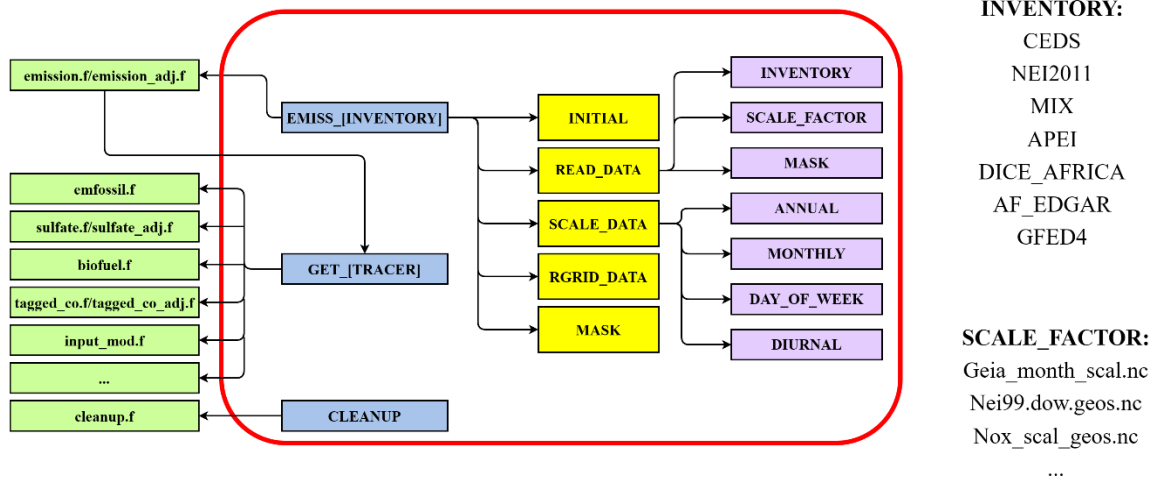 emission.f/emission_adj.f
emfossil.f
sulfate.f/sulfate_adj.f
biofuel.f
tagged_co.f/tagged_co_adj.f
input_mod.f
...
cleanup.f
EMISS_[INVENTORY]
GET_[TRACER]
CLEANUP
INITIAL
READ_DATA
SCALE_DATA
RGRID_DATA
MASK
INVENTORY
SCALE_FACTOR
MASK
ANNUAL
MONTHLY
DAY_OF_WEEK
DIURNAL
INVENTORY:
CEDS
NEI2011
MIX
APEI
DICE_AFRICA
AF_EDGAR
GFED4
SCALE_FACTOR:
Geia_month_scal.nc
Nei99.dow.geos.nc
Nox_scal_geos.nc
...